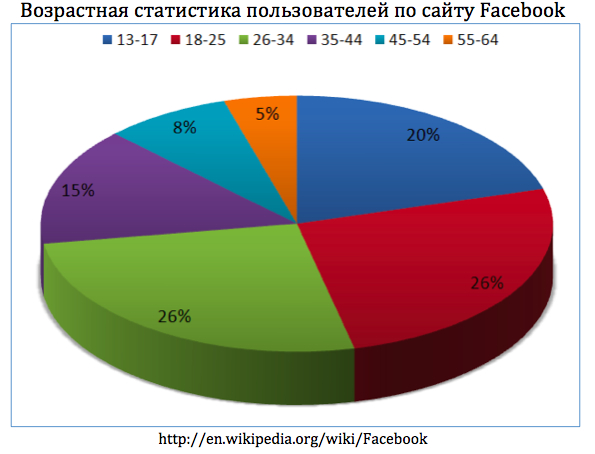 Возрастная статистика пользователей по сайту Facebook
13-17 18-25 26-34 35-44 45-54 55-64
5%
8%
20%
15%
26%
26%
http://en.wikipedia.org/wiki/Facebook